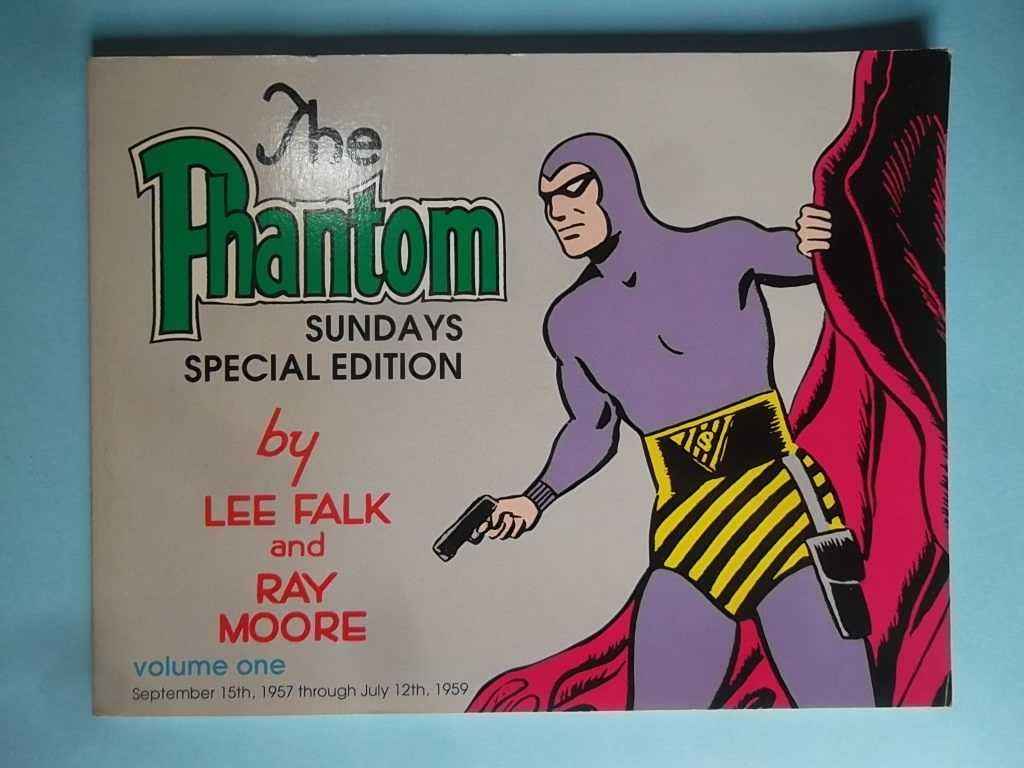 The
Phantom
SUNDAYS
SPECIAL EDITION
by
LEE FALK
and
RAY
MOORE
volume one
September 15th, 1957 through July 12th, 1959